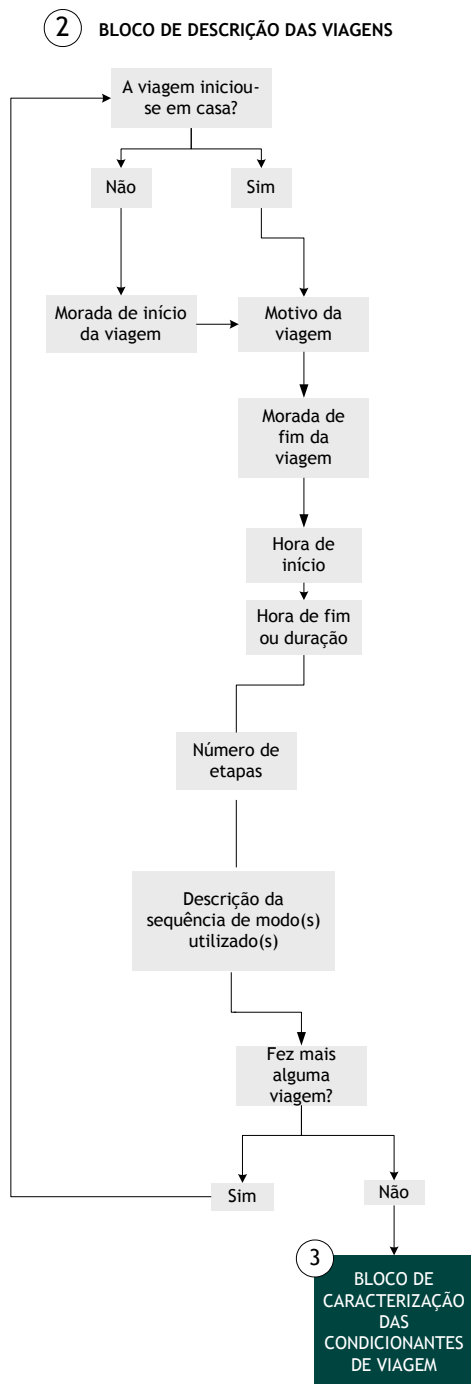 2 BLOCO DE DESCRIÇÃO DAS VIAGENS
A viagem iniciou-
se em casa?
Não
Sim
Morada de início
da viagem
Motivo da
viagem
Morada de
fim da
viagem
Hora de
início
Hora de fim
ou duração
Número de
etapas
Descrição da
sequência de modo(s)
utilizado(s)
Fez mais
alguma
viagem?
Sim
Não
3
BLOCO DE
CARACTERIZAÇÃO
DAS
CONDICIONANTES
DE VIAGEM